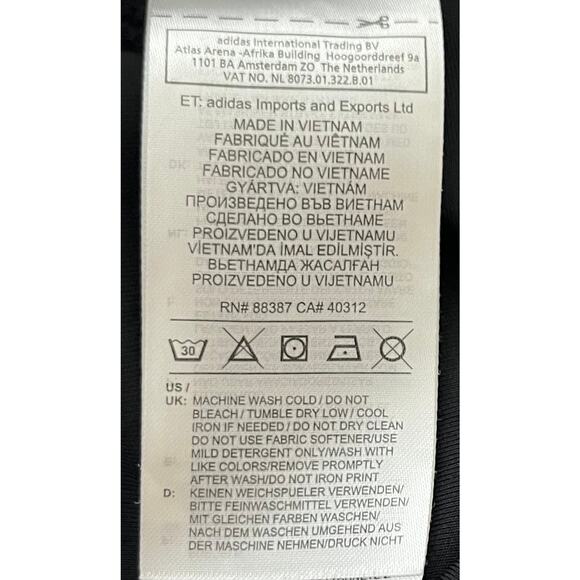 adidas International Trading BV
Atlas Arena -Afrika Building Hoogoorddreef 9a
1101 BA Amsterdam ZO The Netherlands
VAT NO. NL 8073.01.322.B.01
ET: adidas Imports and Exports Ltd
MADE IN VIETNAM
FABRIQUÉ AU VIÊTNAM
FABRICADO EN VIETNAM
FABRICADO NO VIETNAME
GYÁRTVA: VIETNÁM
ПРОИЗВЕДЕНО ВЪВ ВИЕТНАМ
СДЕЛАНО ВО ВЬЕТНАМЕ
PROIZVEDENO U VIJETNAMU
VİETNAM'DA İMAL EDİLMİŞTİR.
ВЬЕТНАМДА ЖАСАЛҒАН
PROIZVEDENO U VIJETNAMU
RN# 88387 CA# 40312
30
US /
UK: MACHINE WASH COLD / DO NOT
BLEACH / TUMBLE DRY LOW / COOL
IRON IF NEEDED / DO NOT DRY CLEAN
DO NOT USE FABRIC SOFTENER/USE
MILD DETERGENT ONLY/WASH WITH
LIKE COLORS/REMOVE PROMPTLY
AFTER WASH/DO NOT IRON PRINT
D: KEINEN WEICHSPUELER VERWENDEN/
BITTE FEINWASCHMITTEL VERWENDEN/
MIT GLEICHEN FARBEN WASCHEN/
NACH DEM WASCHEN UMGEHEND AUS
DER MASCHINE NEHMEN/DRUCK NICHT